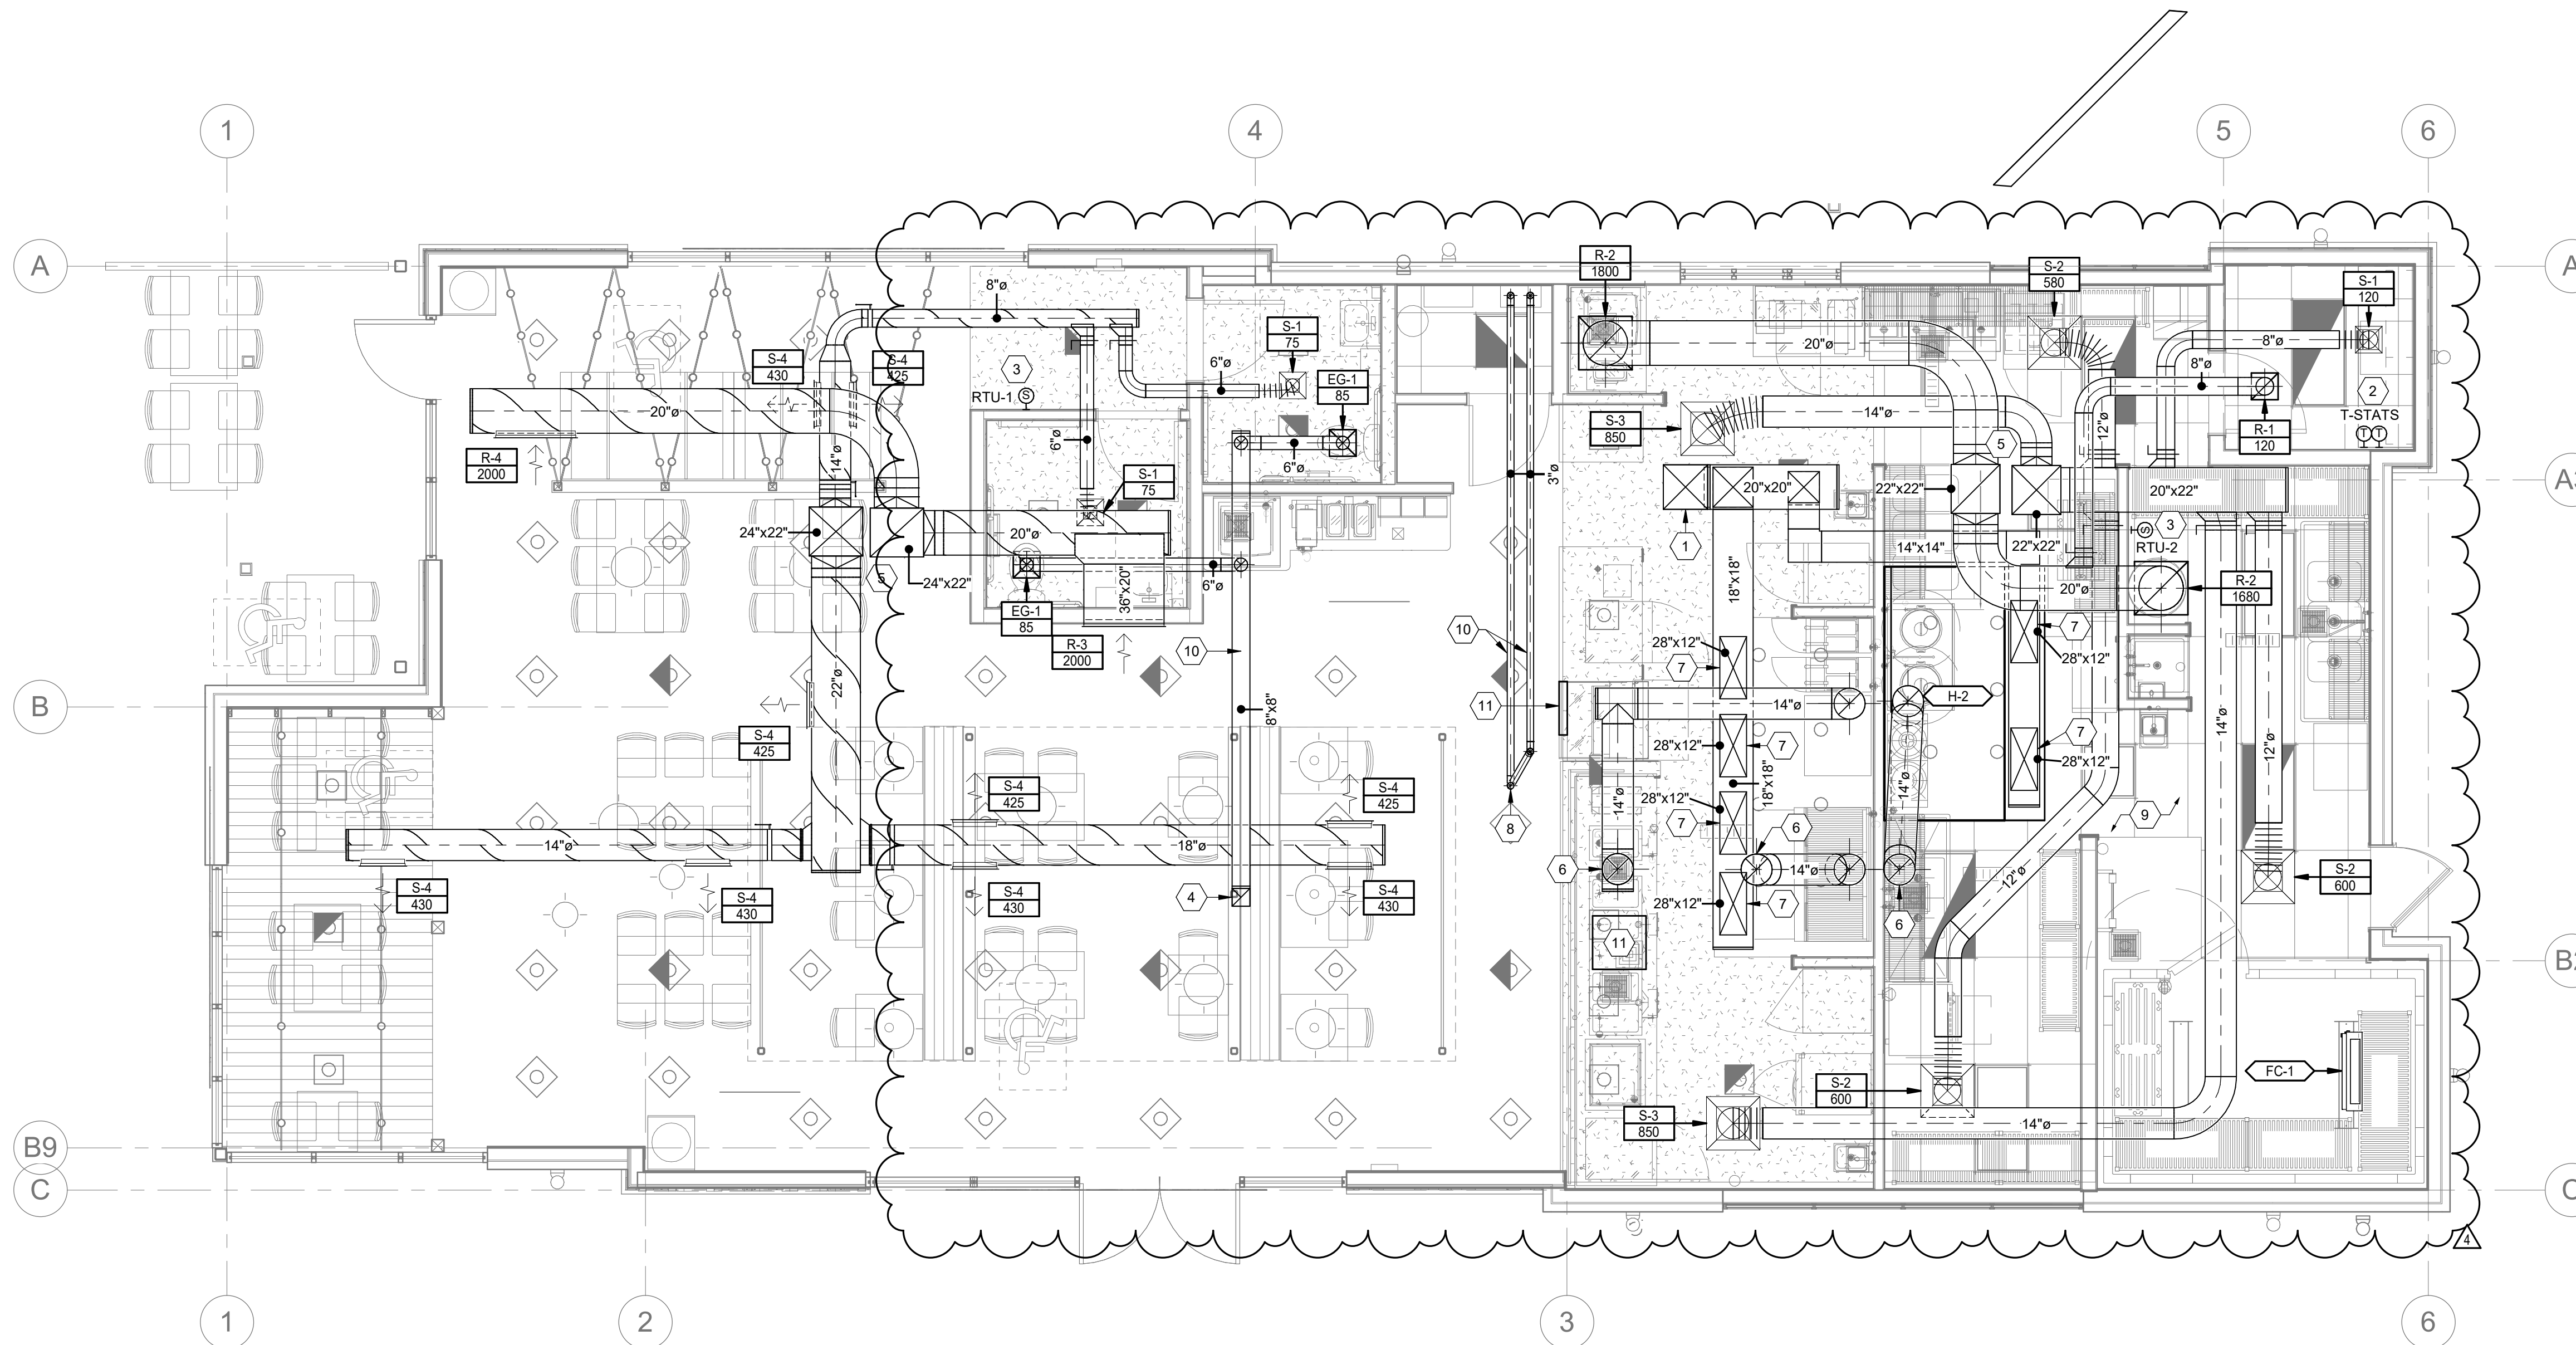 1
4
5
6
A
R-2
1800
S-2
580
A
S-1
120
8"ø
20"ø
8"ø
S-1
75
8"ø
S-4
430
S-4
425
3
6"ø
EG-1
85
2
RTU-1
S
T-STATS
T T
20"ø
14"ø
S-3
850
12"ø
R-1
120
6"ø
6"ø
5
R-4
2000
14"ø
S-1
75
3"ø
20"x20"
22"x22"
20"x22"
24"x22"
20"ø
1
14"x14"
22"x22"
S
3
RTU-2
24"x22"
6"ø
18"x18"
20"ø
R-2
1680
36"x20"
EG-1
85
R-3
2000
10
10
28"x12"
7
7
28"x12"
22"ø
B
8"x8"
11
14"ø
H-2
14"ø
12"ø
S-4
425
28"x12"
7
7
28"x12"
S-4
425
S-4
425
14"ø
18"x18"
14"ø
28"x12"
7
6
8
9
14"ø
18"ø
6
14"ø
12"ø
S-2
600
S-4
430
S-4
430
S-4
430
S-4
430
4
28"x12"
7
6
11
FC-1
S-2
600
S-3
850
14"ø
B9
C
4
1
2
3
6